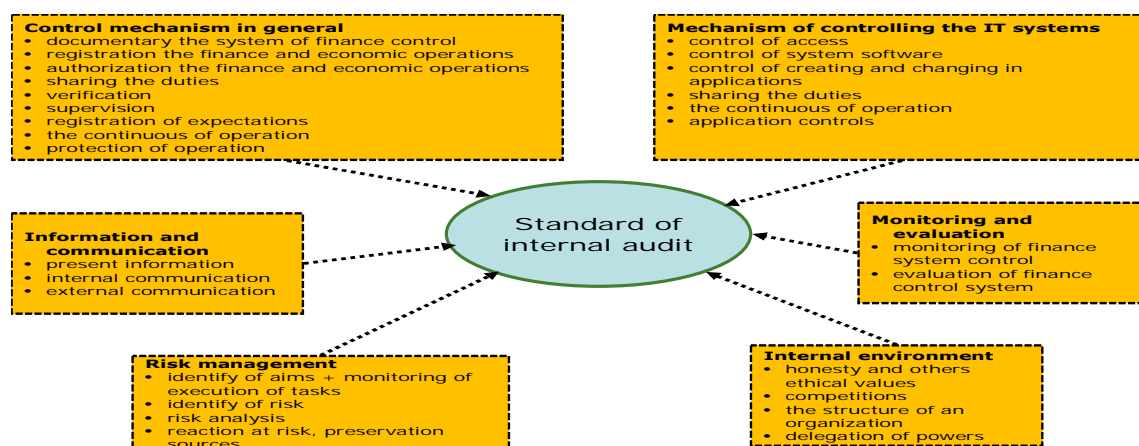 Control mechanism in general
• documentary the system of finance control
• registration the finance and economic operations
• authorization the finance and economic operations
• sharing the duties
• verification
• supervision
• registration of expectations
• the continuous of operation
• protection of operation
Mechanism of controlling the IT systems
• control of access
• control of system software
• control of creating and changing in
applications
• sharing the duties
• the continuous of operation
• application controls
Information and
communication
• present information
• internal communication
• external communication
Standard of
internal audit
Monitoring and
evaluation
• monitoring of finance
system control
• evaluation of finance
control system
Risk management
• identify of aims + monitoring of
execution of tasks
• identify of risk
• risk analysis
• reaction at risk, preservation
sources
Internal environment
• honesty and others
ethical values
• competitions
• the structure of an
organization
• delegation of powers